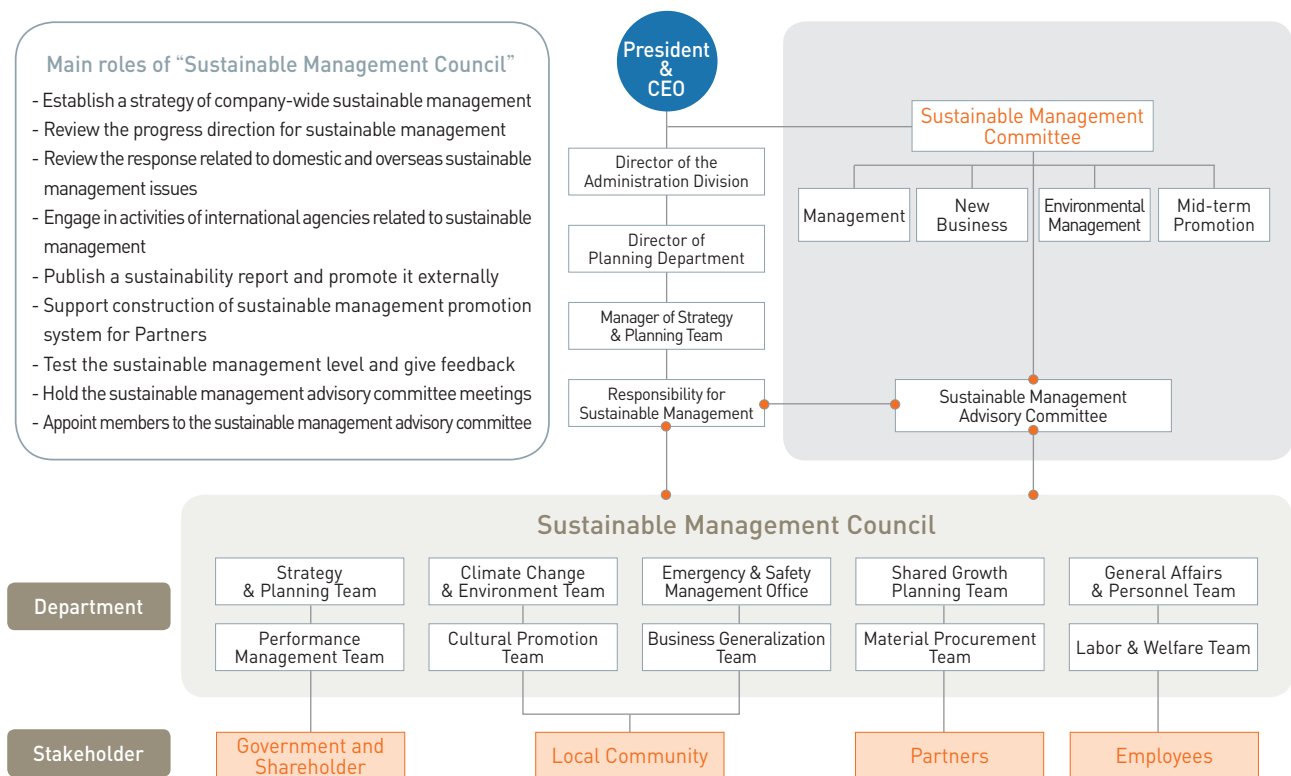 Main roles of “Sustainable Management Council”
- Establish a strategy of company-wide sustainable management
- Review the progress direction for sustainable management
- Review the response related to domestic and overseas sustainable
management issues
- Engage in activities of international agencies related to sustainable
management
- Publish a sustainability report and promote it externally
- Support construction of sustainable management promotion
system for Partners
- Test the sustainable management level and give feedback
- Hold the sustainable management advisory committee meetings
- Appoint members to the sustainable management advisory committee
President
&
CEO
Director of the
Administration Division
Director of
Planning Department
Manager of Strategy
& Planning Team
Responsibility for
Sustainable Management
Sustainable Management
Committee
Management
New
Business
Environmental
Management
Mid-term
Promotion
Sustainable Management
Advisory Committee
Sustainable Management Council
Department
Strategy
& Planning Team
Climate Change
& Environment Team
Emergency & Safety
Management Office
Shared Growth
Planning Team
General Affairs
& Personnel Team
Performance
Management Team
Cultural Promotion
Team
Business Generalization
Team
Material Procurement
Team
Labor & Welfare Team
Stakeholder
Government and
Shareholder
Local Community
Partners
Employees